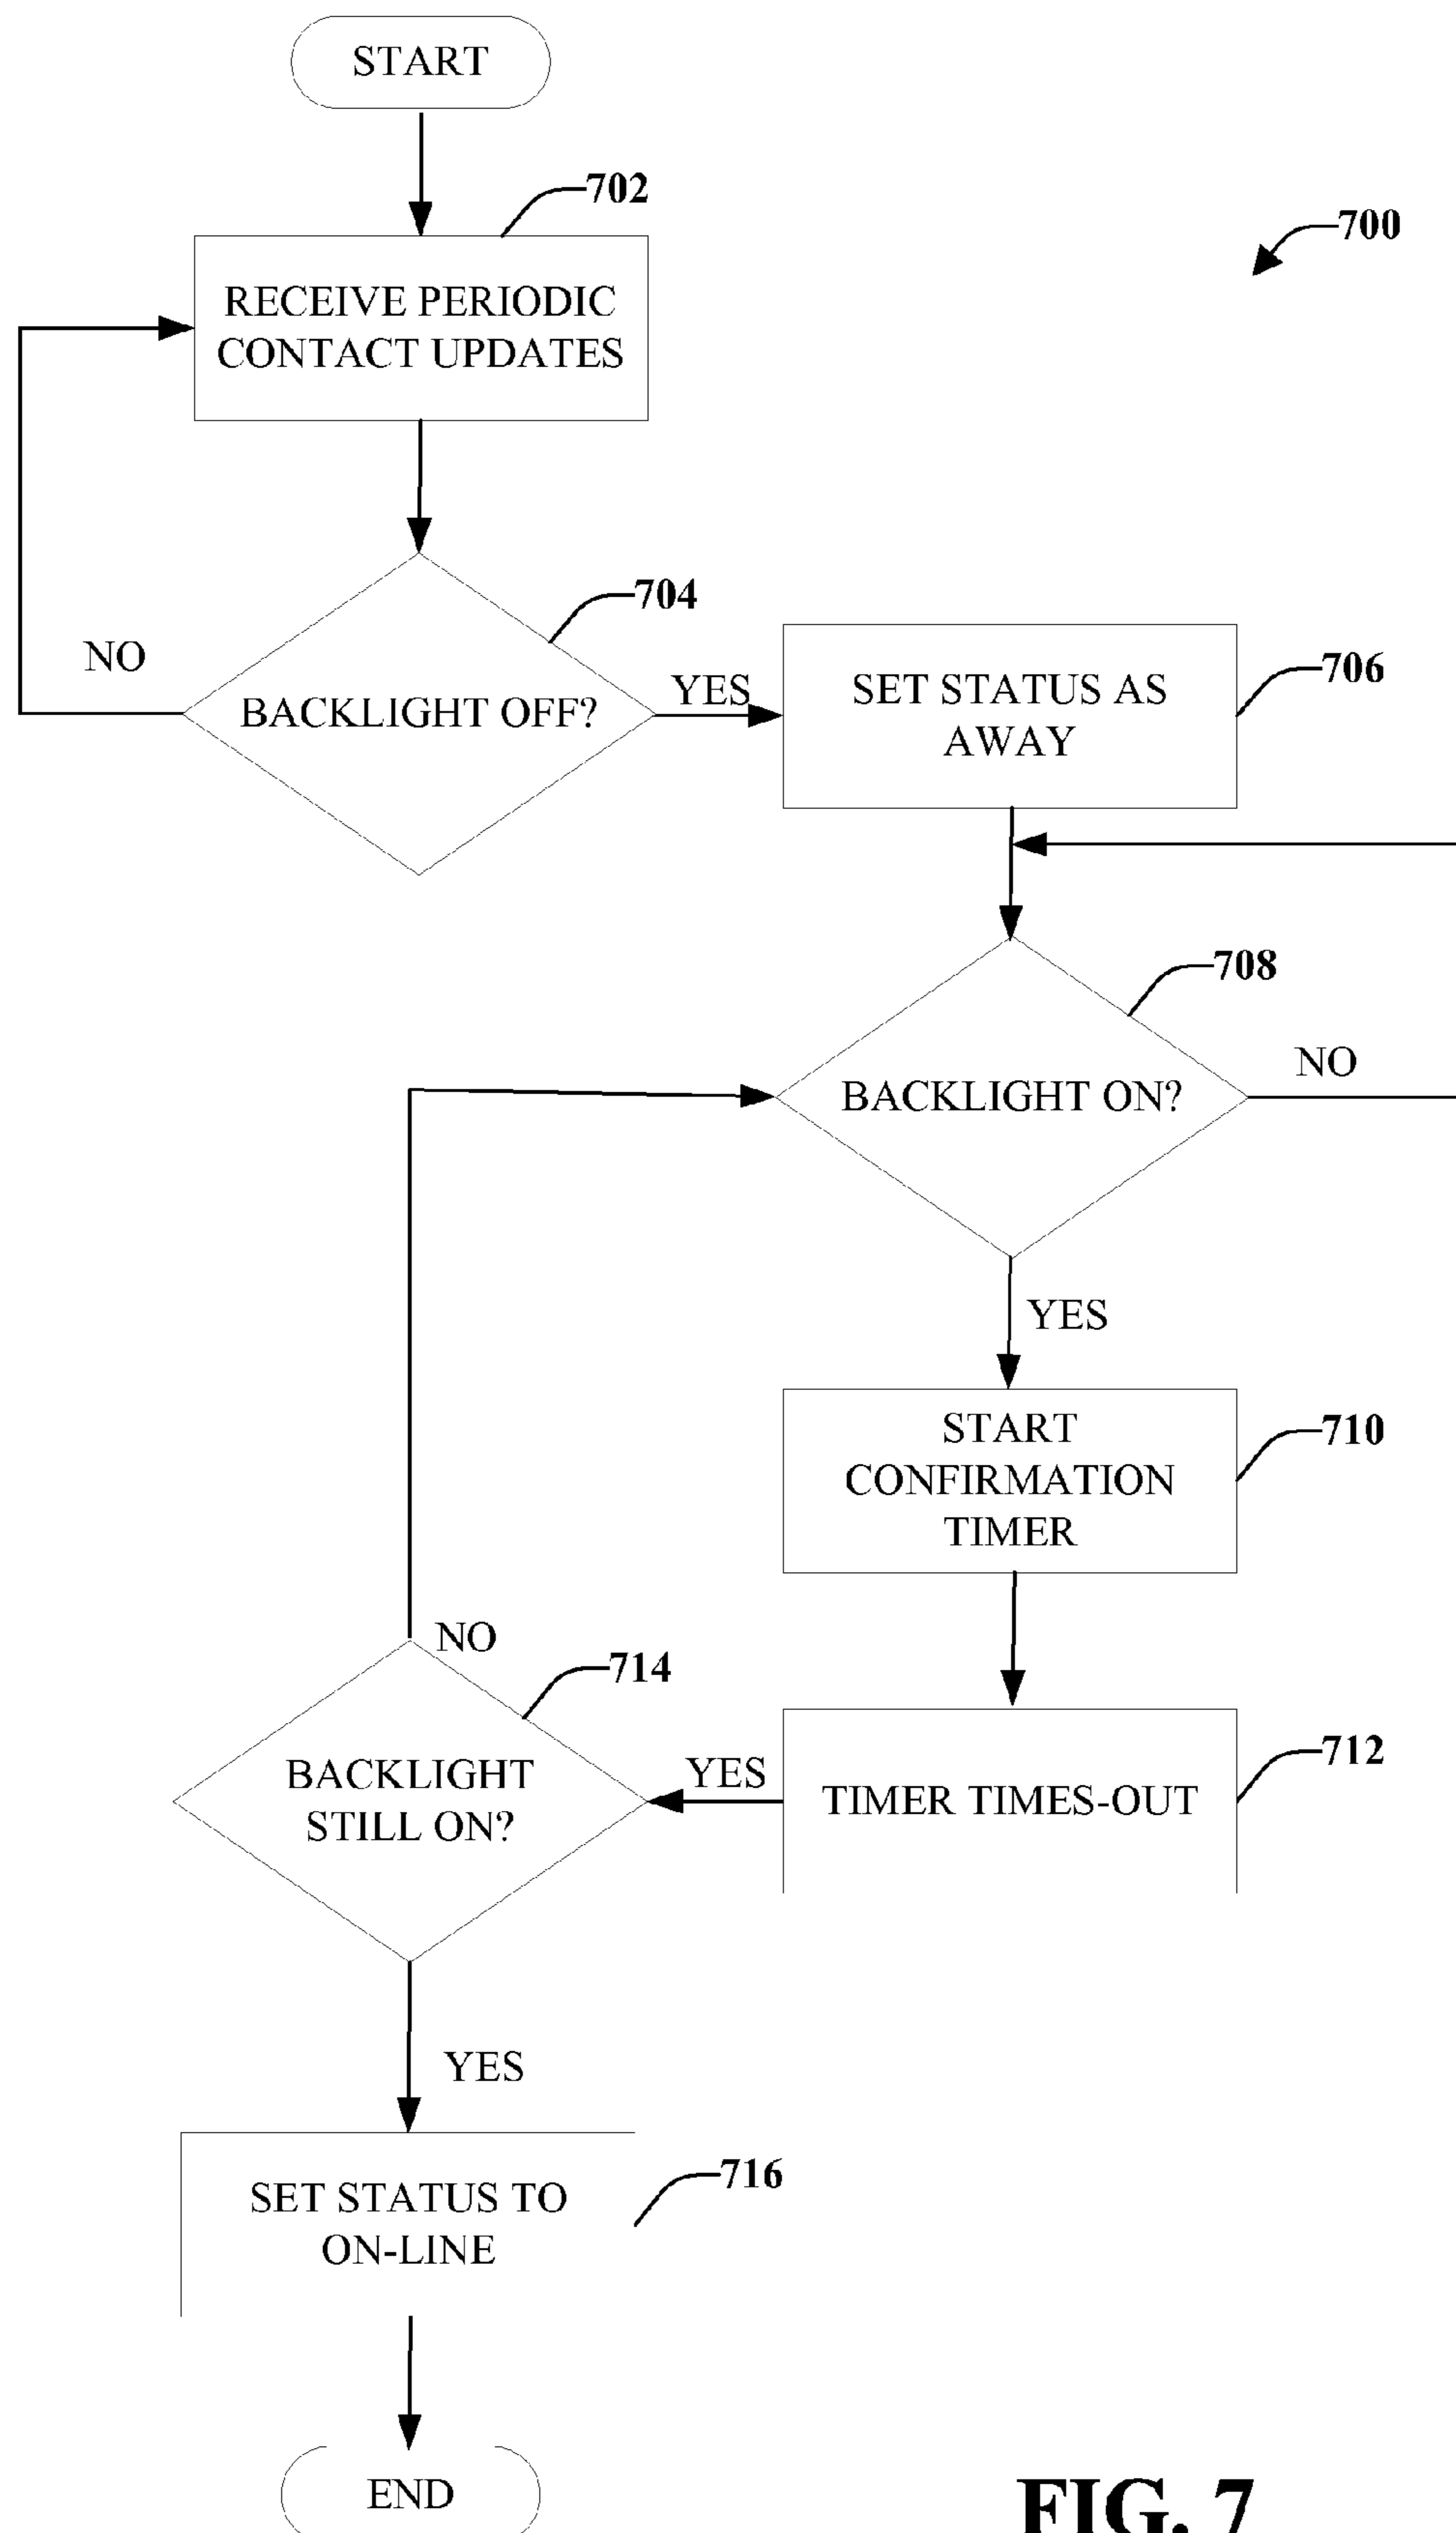 START
702
700
RECEIVE PERIODIC
CONTACT UPDATES
704
NO
BACKLIGHT OFF?
YES
706
SET STATUS AS
AWAY
708
BACKLIGHT ON?
NO
YES
710
START
CONFIRMATION
TIMER
NO
714
BACKLIGHT
STILL ON?
YES
712
TIMER TIMES-OUT
YES
716
SET STATUS TO
ON-LINE
END
FIG. 7